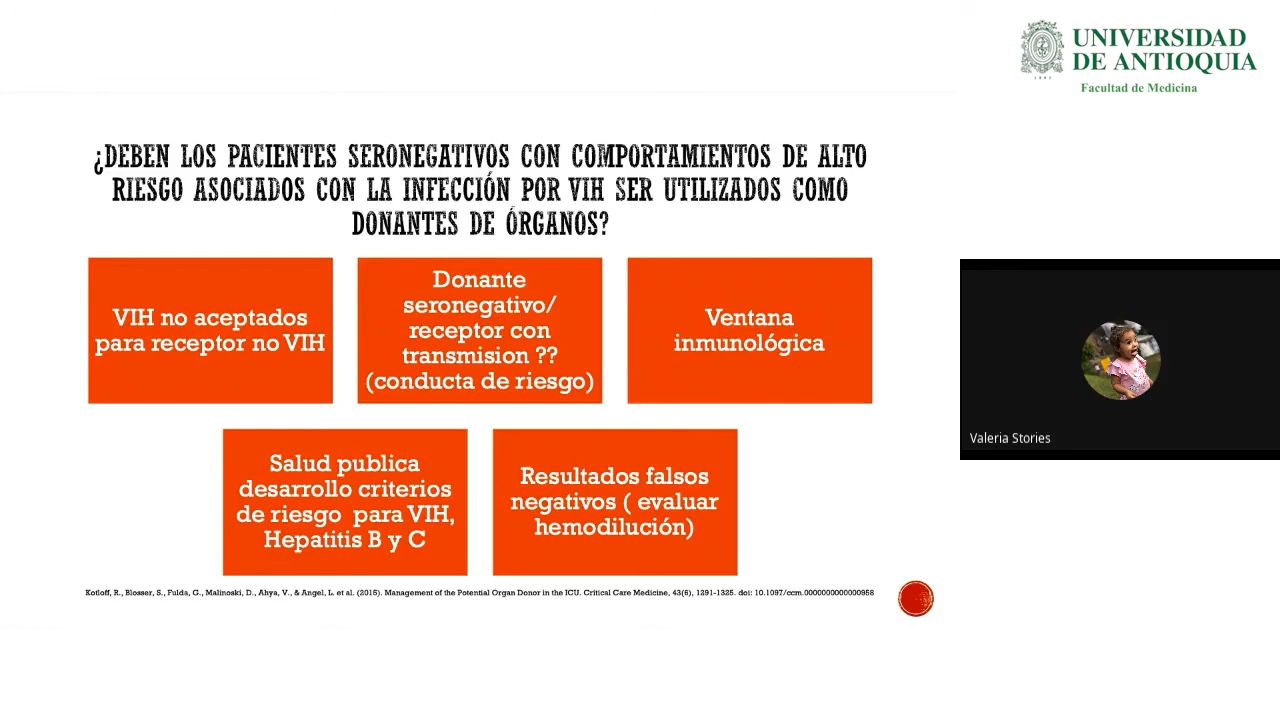 UNIVERSIDAD
DE ANTIOQUIA
1803
Facultad de Medicina
¿DEBEN LOS PACIENTES SERONEGATIVOS CON COMPORTAMIENTOS DE ALTO
RIESGO ASOCIADOS CON LA INFECCIÓN POR VIH SER UTILIZADOS COMO
DONANTES DE ÓRGANOS?
VIH no aceptados
para receptor no VIH
Donante
seronegativo/
receptor con
transmision ??
(conducta de riesgo)
Ventana
inmunológica
Salud publica
desarrollo criterios
de riesgo para VIH,
Hepatitis B y C
Resultados falsos
negativos ( evaluar
hemodilución)
Kotloff, R., Blosser, S., Fulda, G., Malinoski, D., Ahya, V., & Angel, L. et al. (2015). Management of the Potential Organ Donor in the ICU. Critical Care Medicine, 43(6), 1291-1325. doi: 10.1097/ccm.0000000000000958
Valeria Stories